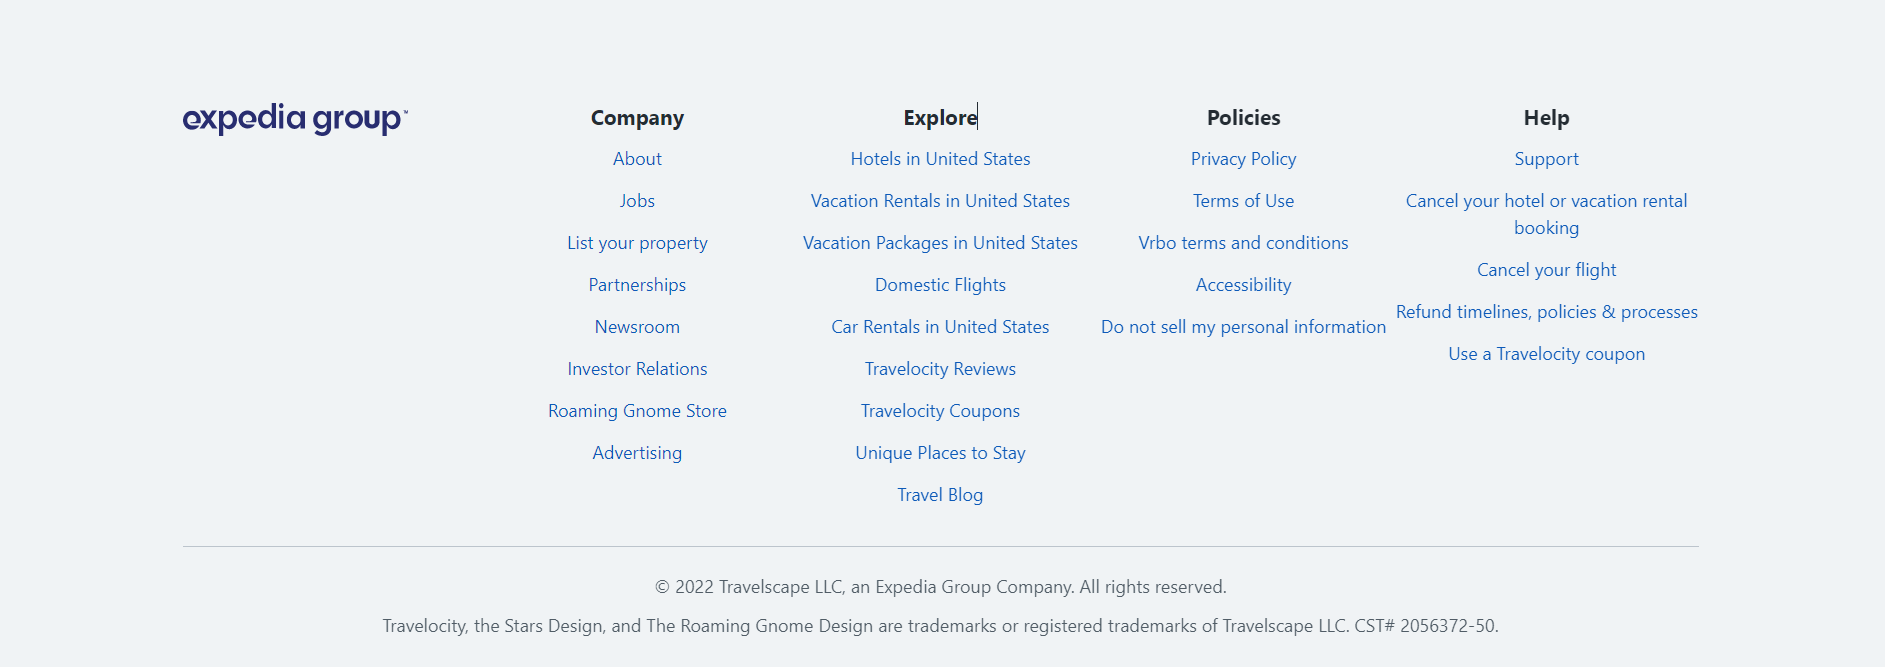 expedia group™
Company
About
Jobs
List your property
Partnerships
Newsroom
Investor Relations
Roaming Gnome Store
Advertising
Explore
Hotels in United States
Vacation Rentals in United States
Vacation Packages in United States
Domestic Flights
Car Rentals in United States
Travelocity Reviews
Travelocity Coupons
Unique Places to Stay
Travel Blog
Policies
Privacy Policy
Terms of Use
Vrbo terms and conditions
Accessibility
Do not sell my personal information
Help
Support
Cancel your hotel or vacation rental
booking
Cancel your flight
Refund timelines, policies & processes
Use a Travelocity coupon
© 2022 Travelscape LLC, an Expedia Group Company. All rights reserved.
Travelocity, the Stars Design, and The Roaming Gnome Design are trademarks or registered trademarks of Travelscape LLC. CST# 2056372-50.